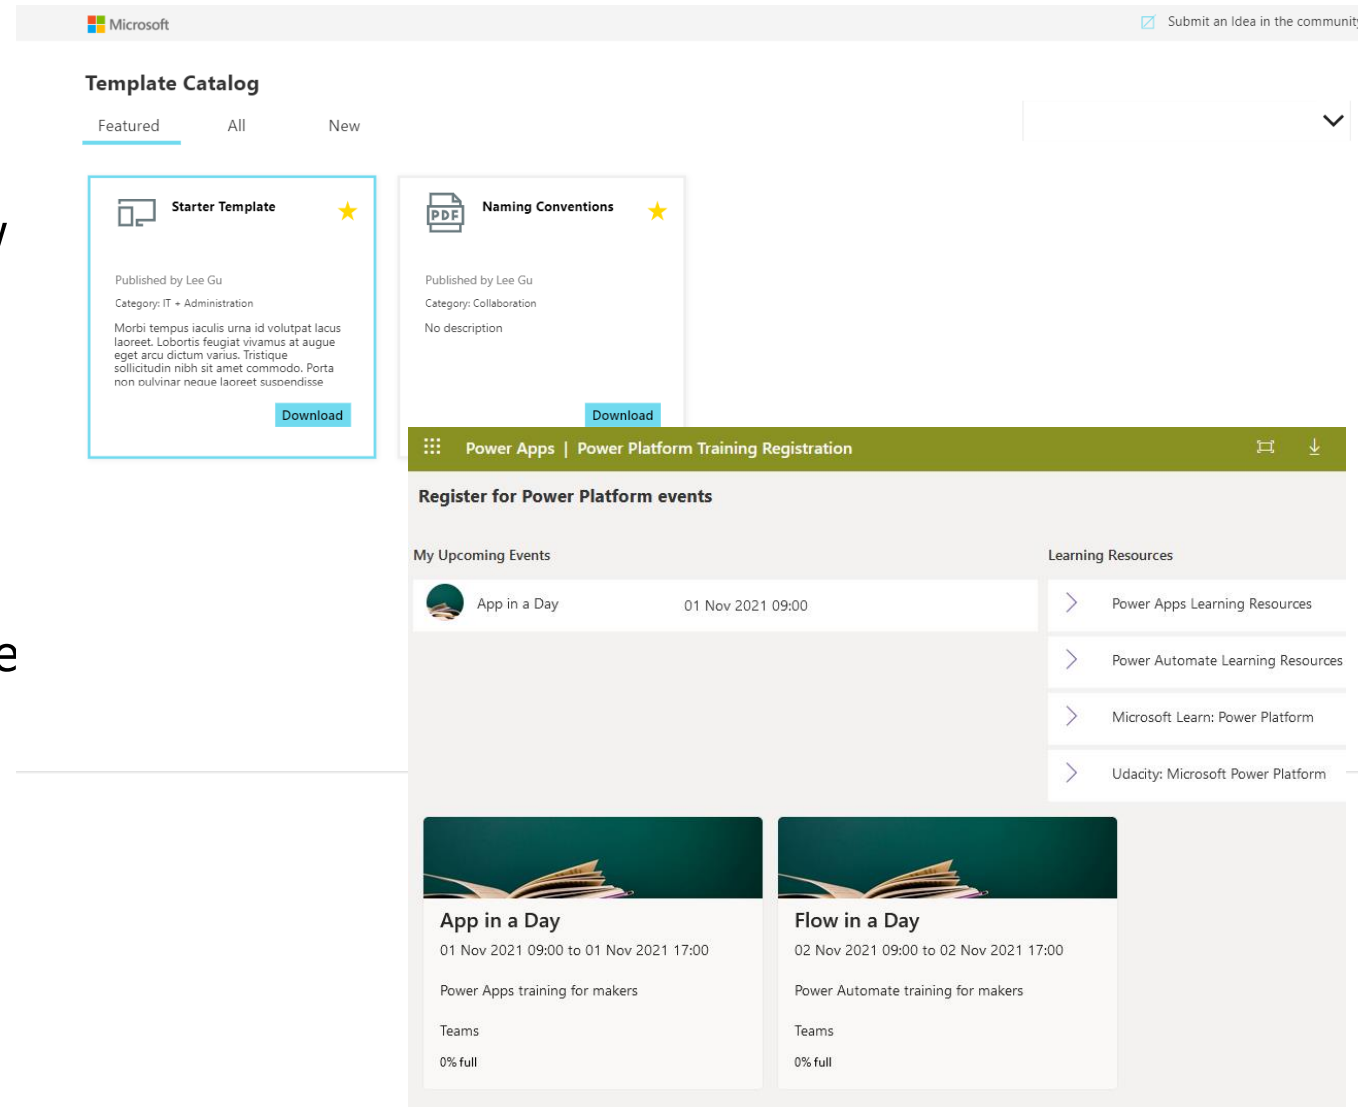 Microsoft
Submit an Idea in the community
Template Catalog
Featured
All
New
Starter Template
Published by Lee Gu
Category: IT + Administration
Morbi tempus iaculis urna id volutpat lacus
laoreet. Lobortis feugiat vivamus at augue
eget arcu dictum varius. Tristique
sollicitudin nibh sit amet commodo. Porta
non pulvinar neque laoreet suspendisse
Download
PDF
Naming Conventions
Published by Lee Gu
Category: Collaboration
No description
Download
Power Apps | Power Platform Training Registration
Register for Power Platform events
My Upcoming Events
App in a Day
01 Nov 2021 09:00
Learning Resources
Power Apps Learning Resources
Power Automate Learning Resources
Microsoft Learn: Power Platform
Udacity: Microsoft Power Platform
App in a Day
01 Nov 2021 09:00 to 01 Nov 2021 17:00
Power Apps training for makers
Teams
0% full
Flow in a Day
02 Nov 2021 09:00 to 02 Nov 2021 17:00
Power Automate training for makers
Teams
0% full